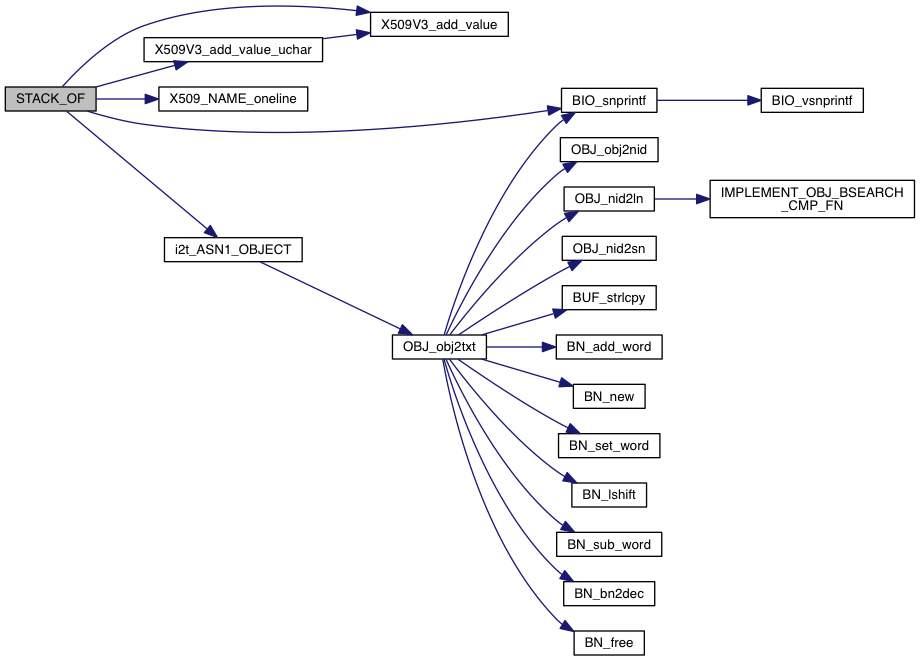 X509V3_add_value
X509V3_add_value_uchar
STACK_OF
X509_NAME_oneline
BIO_snprintf
BIO_vsnprintf
OBJ_obj2nid
OBJ_nid2ln
IMPLEMENT_OBJ_BSEARCH
_CMP_FN
i2t_ASN1_OBJECT
OBJ_nid2sn
BUF_strlcpy
OBJ_obj2txt
BN_add_word
BN_new
BN_set_word
BN_lshift
BN_sub_word
BN_bn2dec
BN_free